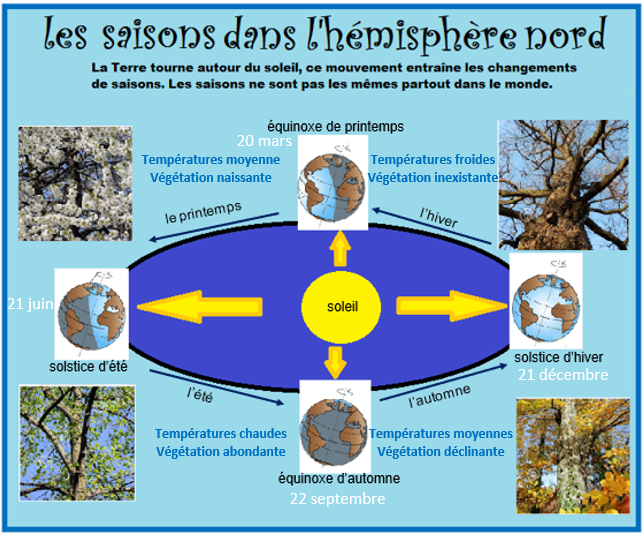 les saisons dans l'hémisphère nord
La Terre tourne autour du soleil, ce mouvement entraîne les changements
de saisons. Les saisons ne sont pas les mêmes partout dans le monde.
équinoxe de printemps
20 mars
Températures moyenne
Végétation naissante
Températures froides
Végétation inexistante
le printemps
l'hiver
21 juin
soleil
solstice d'été
solstice d'hiver
21 décembre
l'été
l'automne
Températures chaudes
Végétation abondante
Températures moyennes
Végétation déclinante
équinoxe d'automne
22 septembre